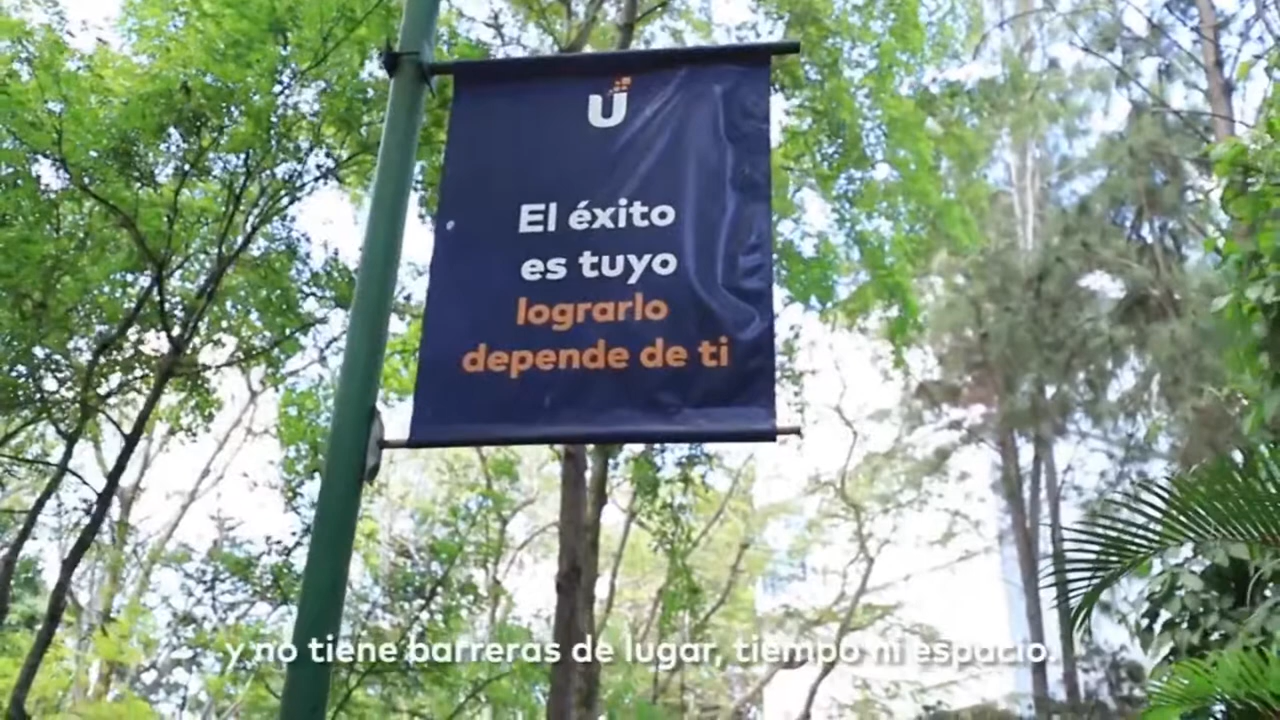 U
El éxito
es tuyo
lograrlo
depende de ti
y no tiene barreras de lugar, tiempo ni espacio.